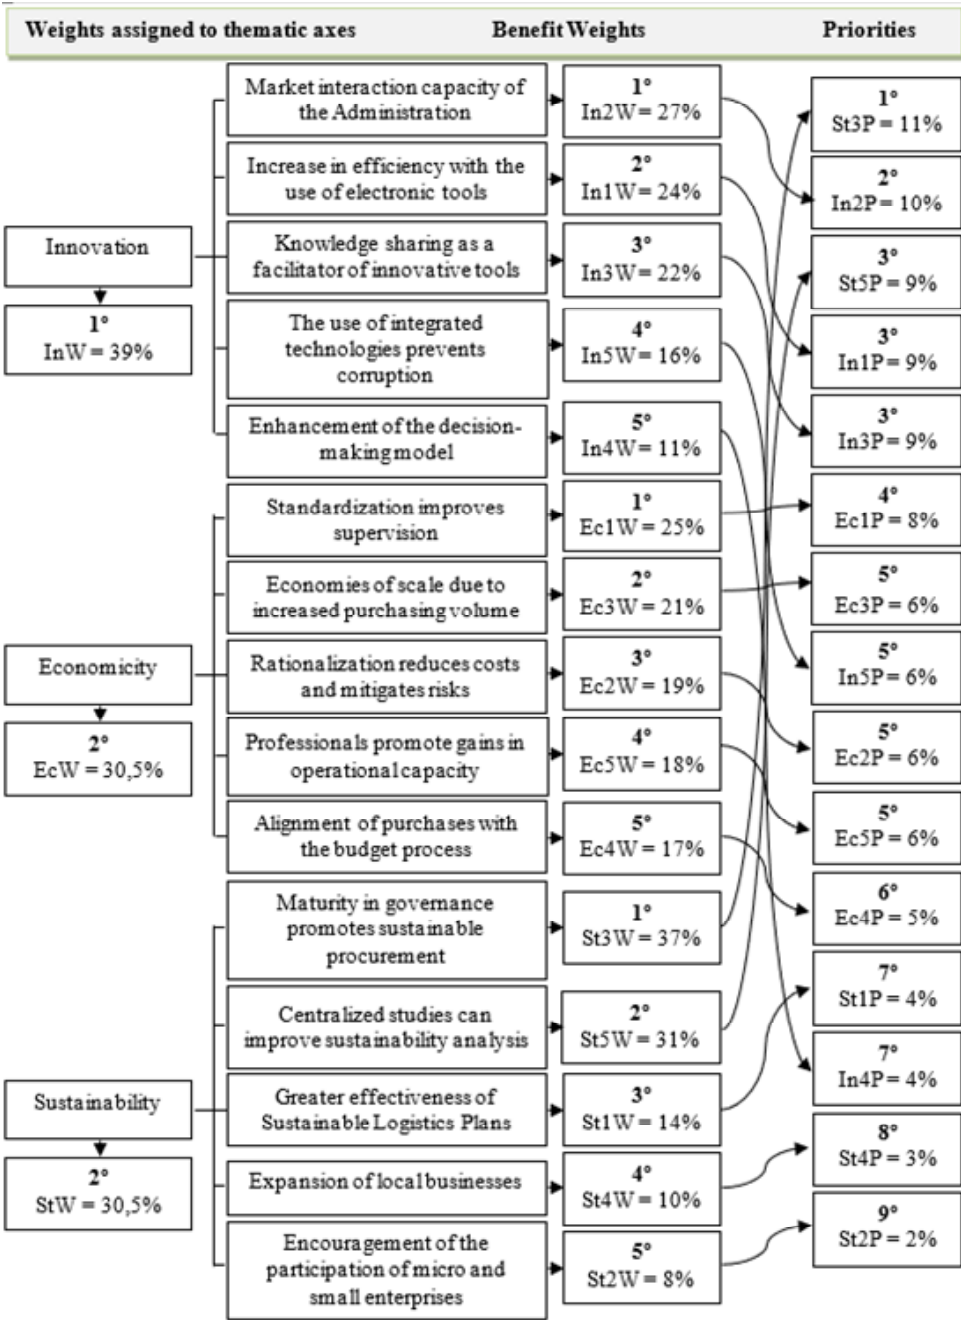 Weights assigned to thematic axes
Benefit Weights
Priorities
Innovation
1°
InW = 39%
Market interaction capacity of
the Administration
1°
In2W = 27%
Increase in efficiency with the
use of electronic tools
2°
In1W = 24%
Knowledge sharing as a
facilitator of innovative tools
3°
In3W = 22%
The use of integrated
technologies prevents
corruption
4°
In5W = 16%
Enhancement of the decision-
making model
5°
In4W = 11%
Economicity
2°
EcW = 30,5%
Standardization improves
supervision
1°
Ec1W = 25%
Economies of scale due to
increased purchasing volume
2°
Ec3W = 21%
Rationalization reduces costs
and mitigates risks
3°
Ec2W = 19%
Professionals promote gains in
operational capacity
4°
Ec5W = 18%
Alignment of purchases with
the budget process
5°
Ec4W = 17%
Sustainability
2°
StW = 30,5%
Maturity in governance
promotes sustainable
procurement
1°
St3W = 37%
Centralized studies can
improve sustainability analysis
2°
St5W = 31%
Greater effectiveness of
Sustainable Logistics Plans
3°
St1W = 14%
Expansion of local businesses
4°
St4W = 10%
Encouragement of the
participation of micro and
small enterprises
5°
St2W = 8%
1°
St3P = 11%
2°
In2P = 10%
3°
St5P = 9%
3°
In1P = 9%
3°
In3P = 9%
4°
Ec1P = 8%
5°
Ec3P = 6%
5°
In5P = 6%
5°
Ec2P = 6%
5°
Ec5P = 6%
6°
Ec4P = 5%
7°
St1P = 4%
7°
In4P = 4%
8°
St4P = 3%
9°
St2P = 2%